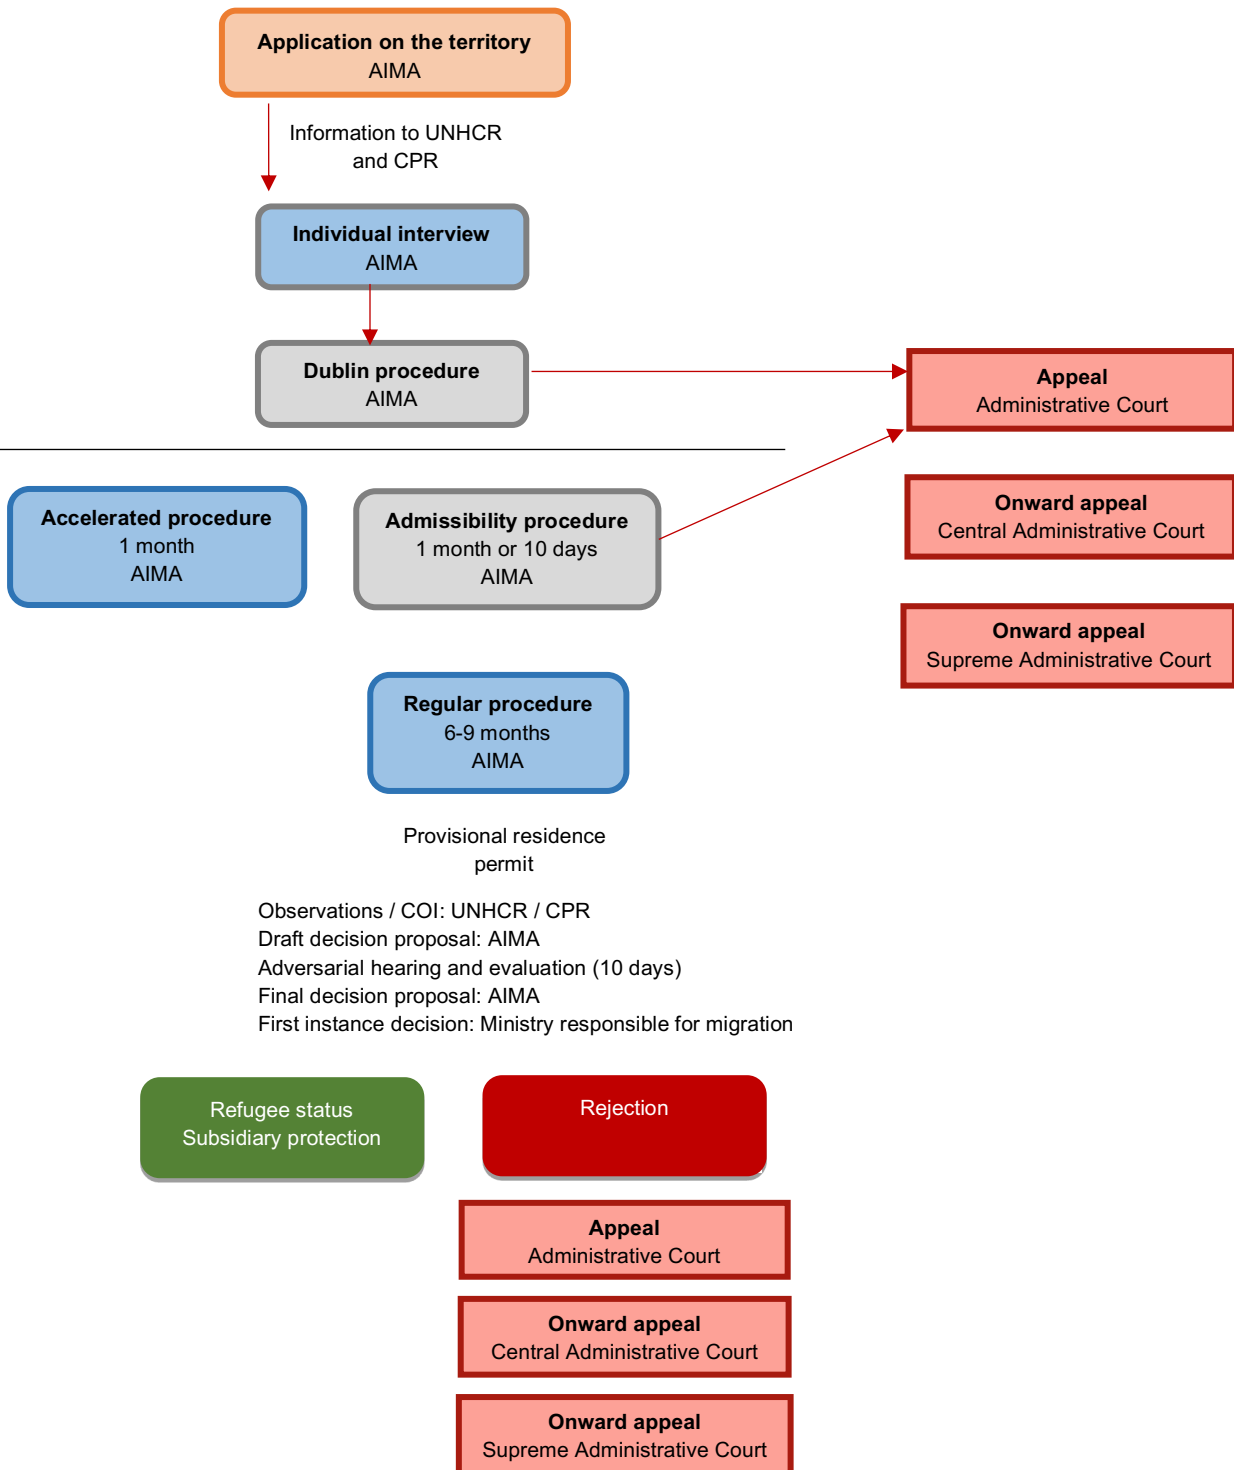 Application on the territory
AIMA
Information to UNHCR
and CPR
Individual interview
AIMA
Dublin procedure
AIMA
Appeal
Administrative Court
Accelerated procedure
1 month
AIMA
Admissibility procedure
1 month or 10 days
AIMA
Onward appeal
Central Administrative Court
Onward appeal
Supreme Administrative Court
Regular procedure
6-9 months
AIMA
Provisional residence
permit
Observations / COI: UNHCR / CPR
Draft decision proposal: AIMA
Adversarial hearing and evaluation (10 days)
Final decision proposal: AIMA
First instance decision: Ministry responsible for migration
Refugee status
Subsidiary protection
Rejection
Appeal
Administrative Court
Onward appeal
Central Administrative Court
Onward appeal
Supreme Administrative Court